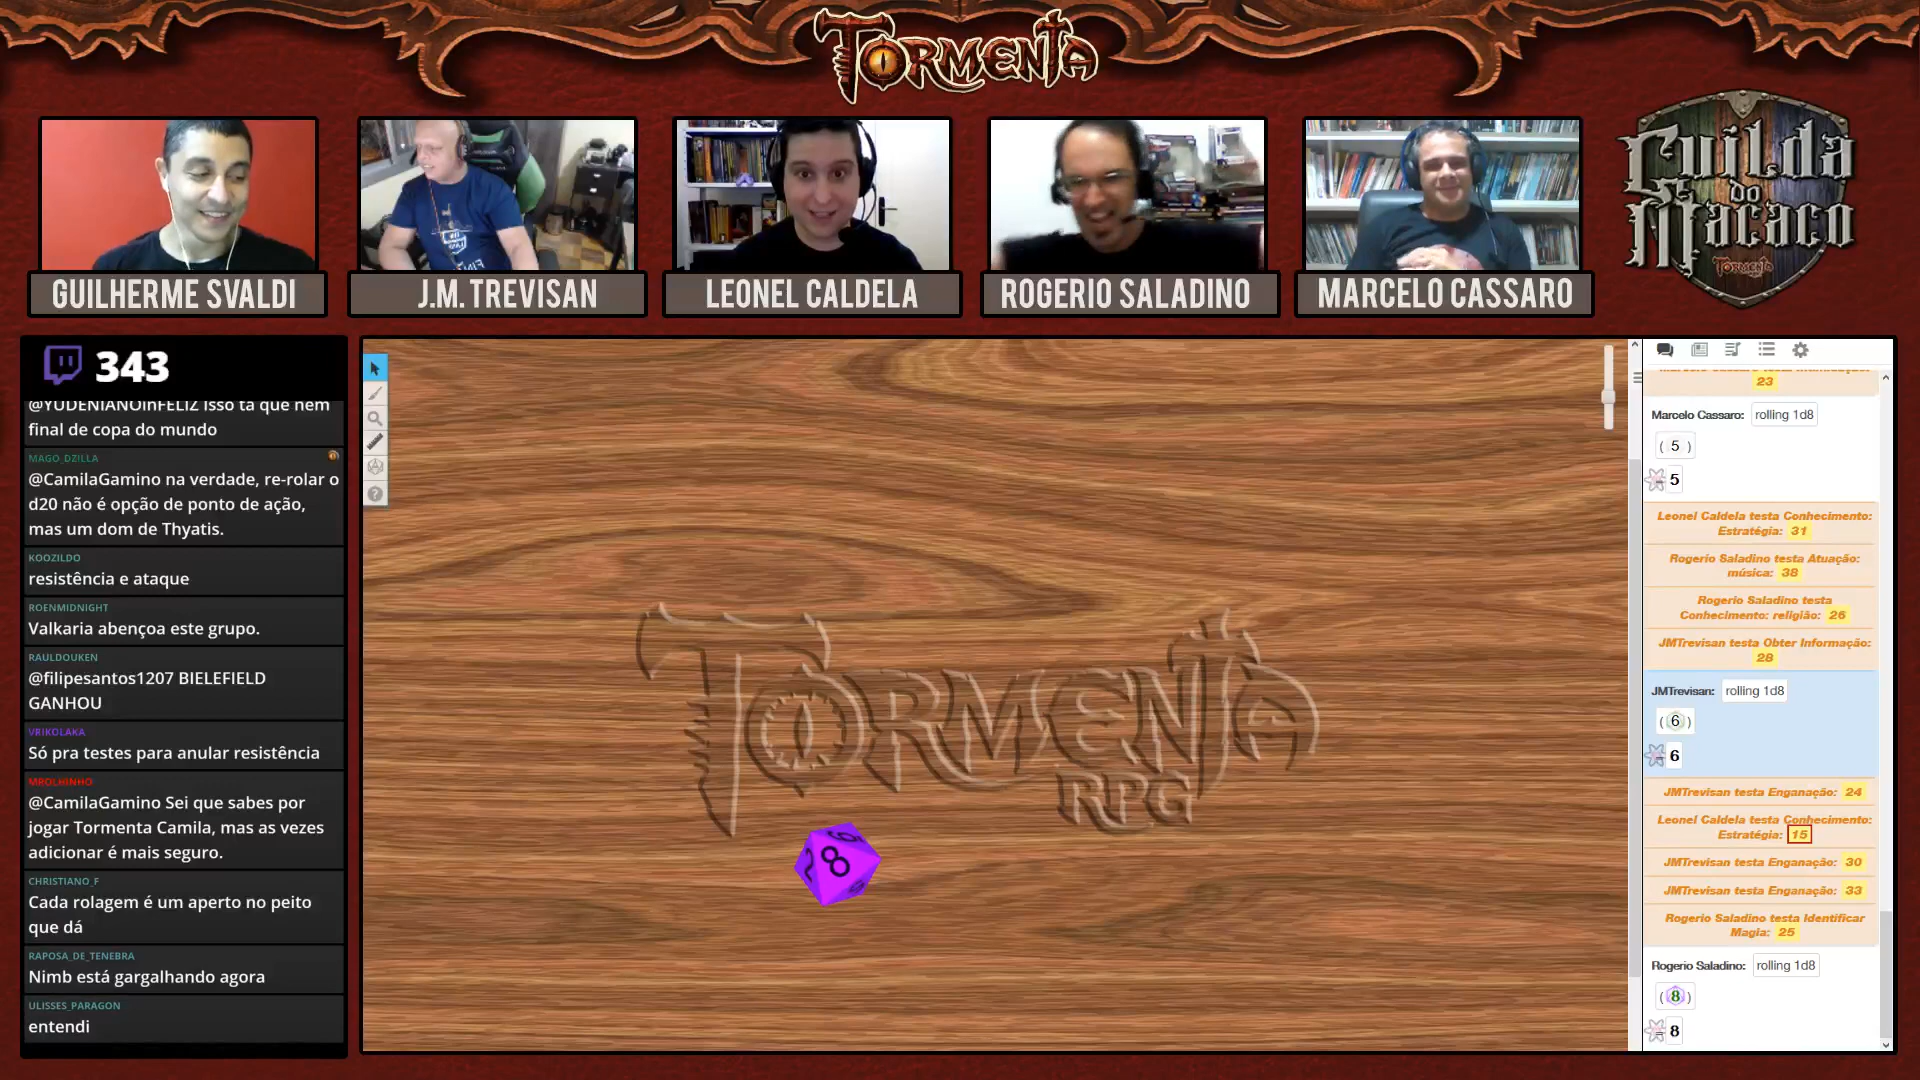 TORMENTA
Guilda
do
Macaco
TORMENTA
GUILHERME SVALDI
J.M. TREVISAN
LEONEL CALDELA
ROGERIO SALADINO
MARCELO CASSARO
343
@YUDENIANOinFELIZ Isso tá que nem
final de copa do mundo
MAGO_DZILLA
@CamilaGamino na verdade, re-rolar o
d20 não é opção de ponto de ação,
mas um dom de Thyatis.
KOOZILDO
resistência e ataque
ROENMIDNIGHT
Valkaria abençoa este grupo.
RAULDOUKEN
@filipesantos1207 BIELEFIELD
GANHOU
VRIKOLAKA
Só pra testes para anular resistência
MROLHINHO
@CamilaGamino Sei que sabes por
jogar Tormenta Camila, mas as vezes
adicionar é mais seguro.
CHRISTIANO_F
Cada rolagem é um aperto no peito
que dá
RAPOSA_DE_TENEBRA
Nimb está gargalhando agora
ULISSES_PARAGON
entendi
TORMENTA
RPG
8
23
Marcelo Cassaro: rolling 1d8
(5)
= 5
Leonel Caldela testa Conhecimento:
Estratégia: 31
Rogerio Saladino testa Atuação:
música: 38
Rogerio Saladino testa
Conhecimento: religião: 26
JMTrevisan testa Obter Informação:
28
JMTrevisan: rolling 1d8
(6)
= 6
JMTrevisan testa Enganação: 24
Leonel Caldela testa Conhecimento:
Estratégia: 15
JMTrevisan testa Enganação: 30
JMTrevisan testa Enganação: 33
Rogerio Saladino testa Identificar
Magia: 25
Rogerio Saladino: rolling 1d8
(8)
= 8